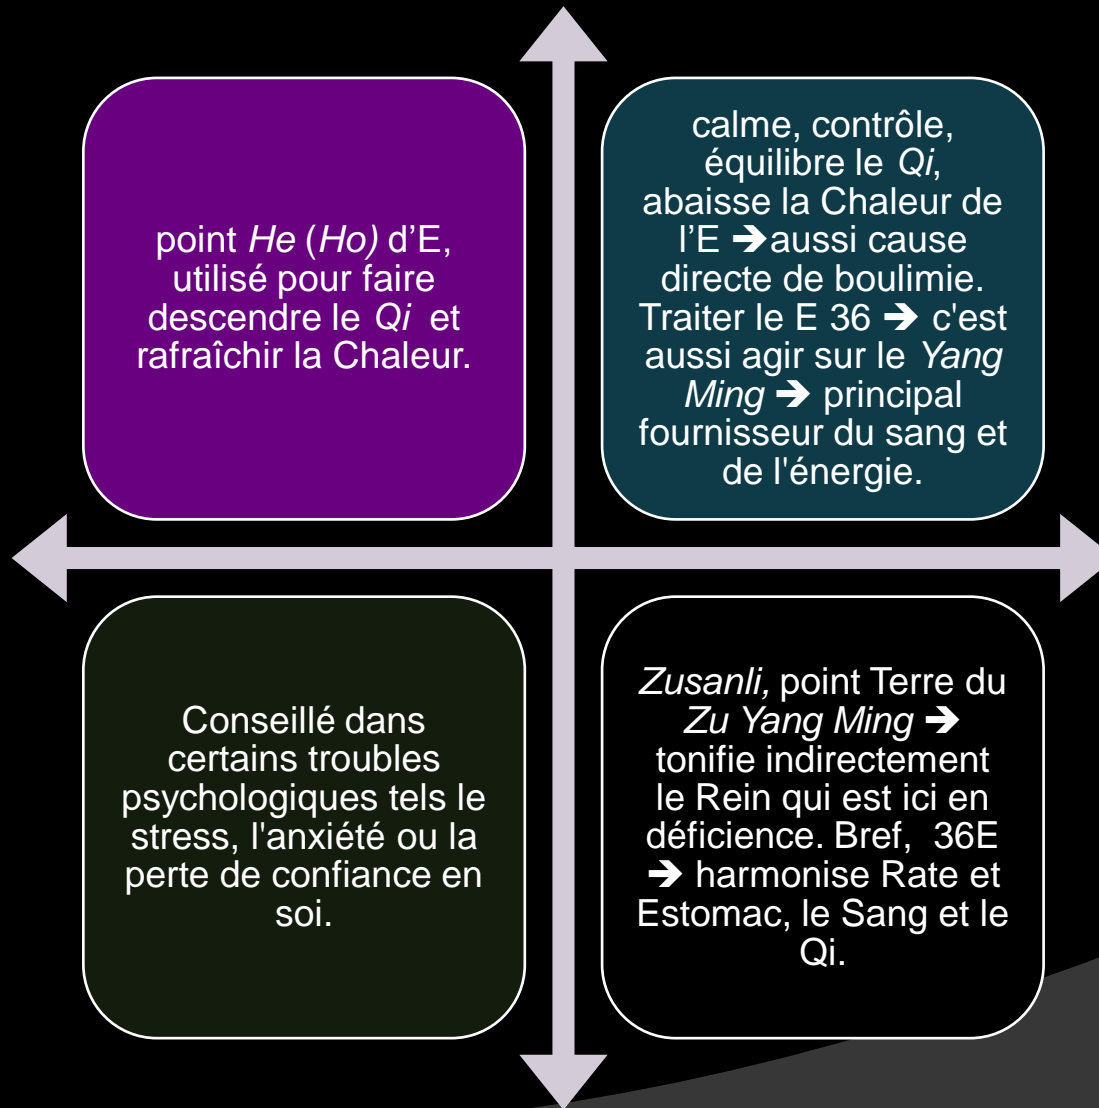 point He (Ho) d’E,
utilisé pour faire
descendre le Qi et
rafraîchir la Chaleur.
calme, contrôle,
équilibre le Qi,
abaisse la Chaleur de
l’E ➔aussi cause
directe de boulimie.
Traiter le E 36 ➔ c'est
aussi agir sur le Yang
Ming ➔ principal
fournisseur du sang et
de l'énergie.
Conseillé dans
certains troubles
psychologiques tels le
stress, l'anxiété ou la
perte de confiance en
soi.
Zusanli, point Terre du
Zu Yang Ming ➔
tonifie indirectement
le Rein qui est ici en
déficience. Bref, 36E
➔ harmonise Rate et
Estomac, le Sang et le
Qi.